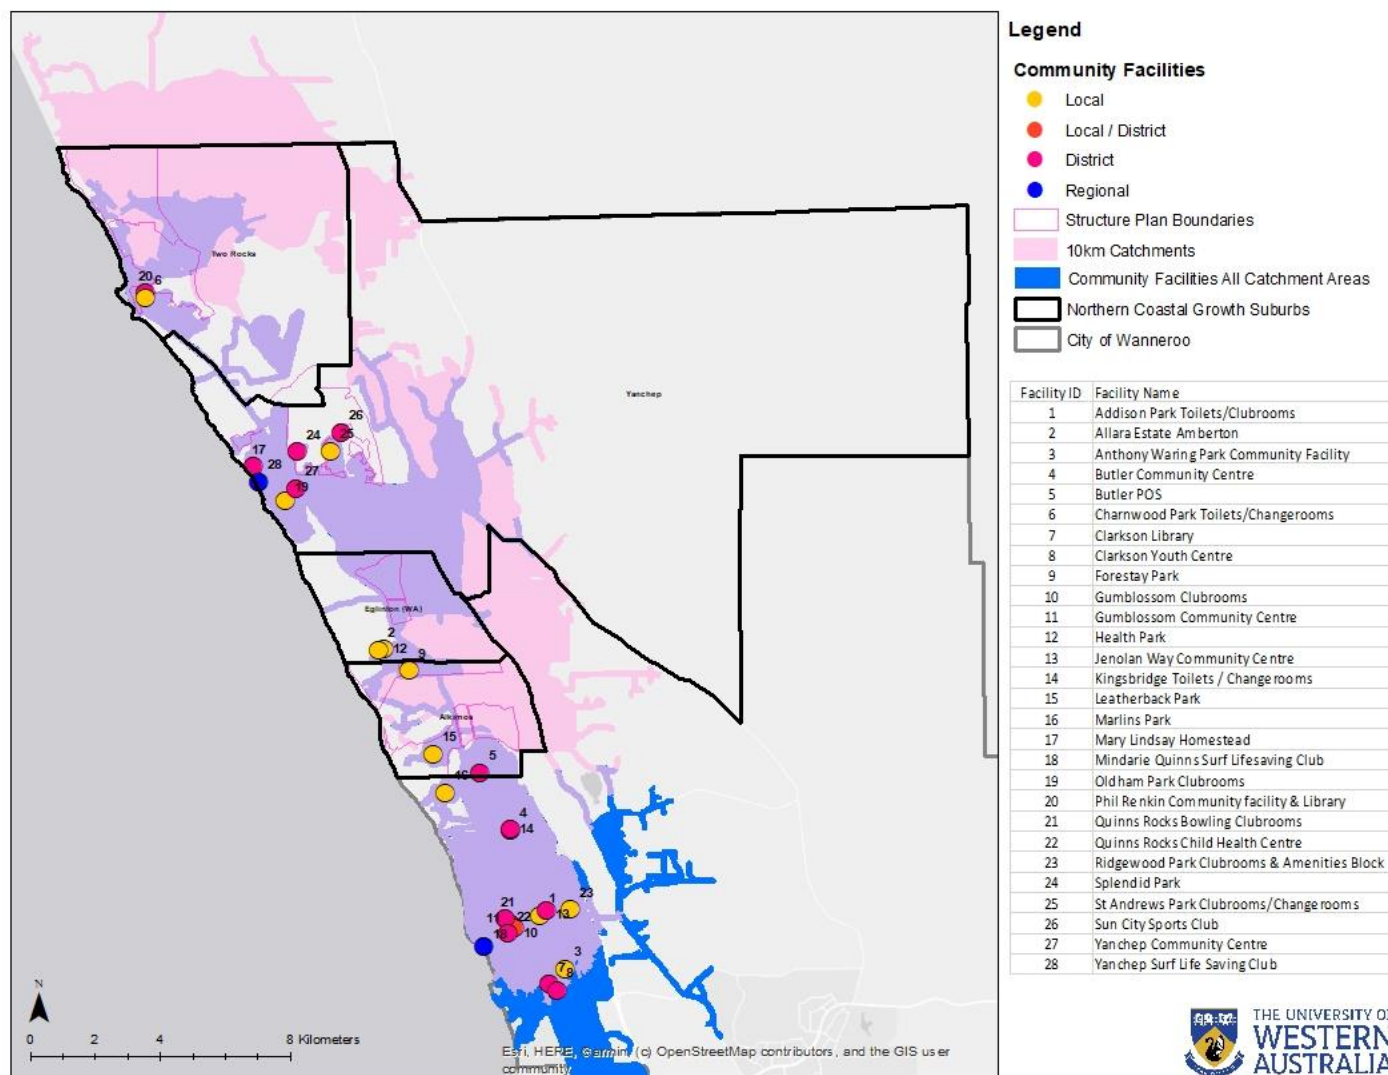 Legend
Community Facilities
Local
Local / District
District
Regional
Structure Plan Boundaries
10km Catchments
Community Facilities All Catchment Areas
Northern Coastal Growth Suburbs
City of Wanneroo
Facility ID Facility Name
1 Addison Park Toilets/Clubrooms
2 Allara Estate Amberton
3 Anthony Waring Park Community Facility
4 Butler Community Centre
5 Butler POS
6 Charnwood Park Toilets/Changerooms
7 Clarkson Library
8 Clarkson Youth Centre
9 Forestay Park
10 Gumblossom Clubrooms
11 Gumblossom Community Centre
12 Health Park
13 Jenolan Way Community Centre
14 Kingsbridge Toilets / Changerooms
15 Leatherback Park
16 Marlins Park
17 Mary Lindsay Homestead
18 Mindarie Quinns Surf Lifesaving Club
19 Oldham Park Clubrooms
20 Phil Renkin Community facility & Library
21 Quinns Rocks Bowling Clubrooms
22 Quinns Rocks Child Health Centre
23 Ridgewood Park Clubrooms & Amenities Block
24 Splendid Park
25 St Andrews Park Clubrooms/Changerooms
26 Sun City Sports Club
27 Yanchep Community Centre
28 Yanchep Surf Life Saving Club
Two Rocks
20 6
Yanchep
26
24 25
17
28 27
19
Eglinton (WA)
2
12 9
Alkimos
15
5
16
4
14
21 1 23
11 22 13
18 10
3
7 8
N
0 2 4 8 Kilometers
Esri, HERE, Garmin, (c) OpenStreetMap contributors, and the GIS user
community
THE UNIVERSITY OF
WESTERN
AUSTRALIA